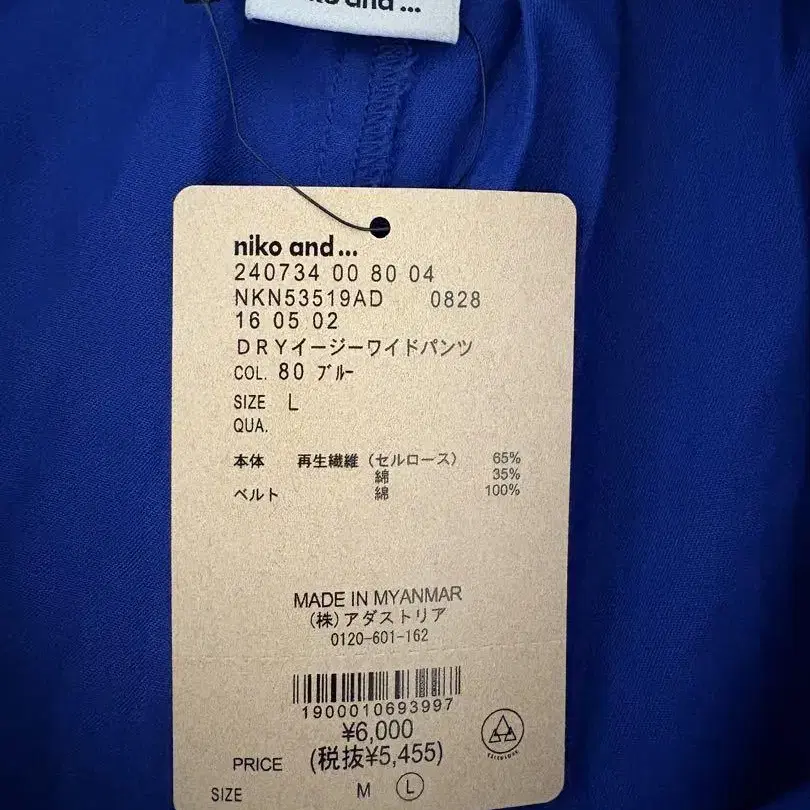 niko and ...
niko and ...
240734 00 80 04
NKN53519AD 0828
16 05 02
DRYイージーワイドパンツ
COL. 80 ブルー
SIZE L
QUA.
本体 再生繊維(セルロース) 65%
綿 35%
ベルト 綿 100%
MADE IN MYANMAR
(株)アダストリア
0120-601-162
1900010693997
¥6,000
PRICE (税抜¥5,455)
SIZE M L